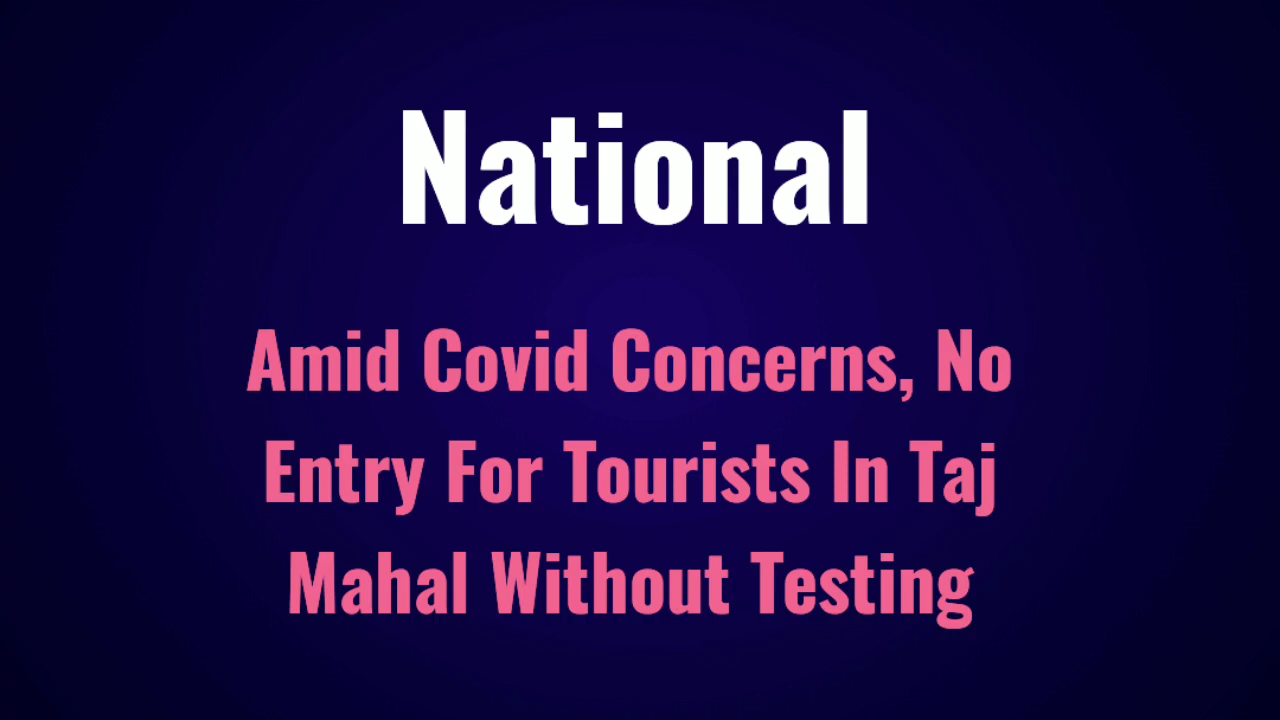 National
Amid Covid Concerns, No
Entry For Tourists In Taj
Mahal Without Testing